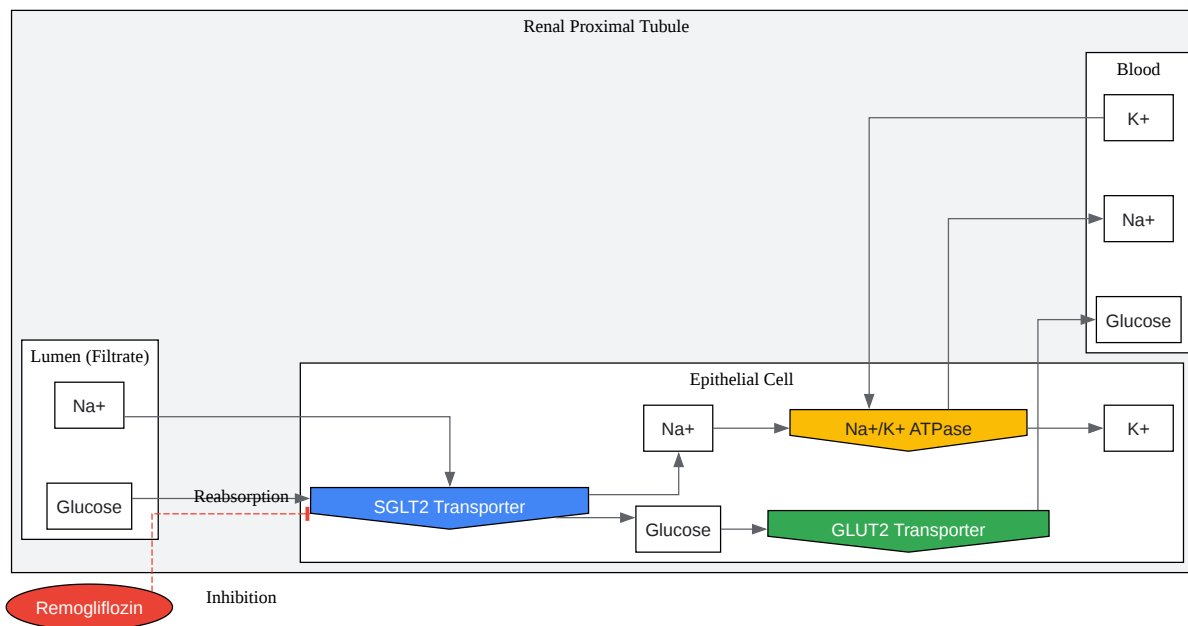 Renal Proximal Tubule
Blood
K+
Na+
Glucose
Lumen (Filtrate)
Na+
Glucose
Reabsorption
Epithelial Cell
Na+
Na+/K+ ATPase
K+
SGLT2 Transporter
Glucose
GLUT2 Transporter
Remogliflozin
Inhibition